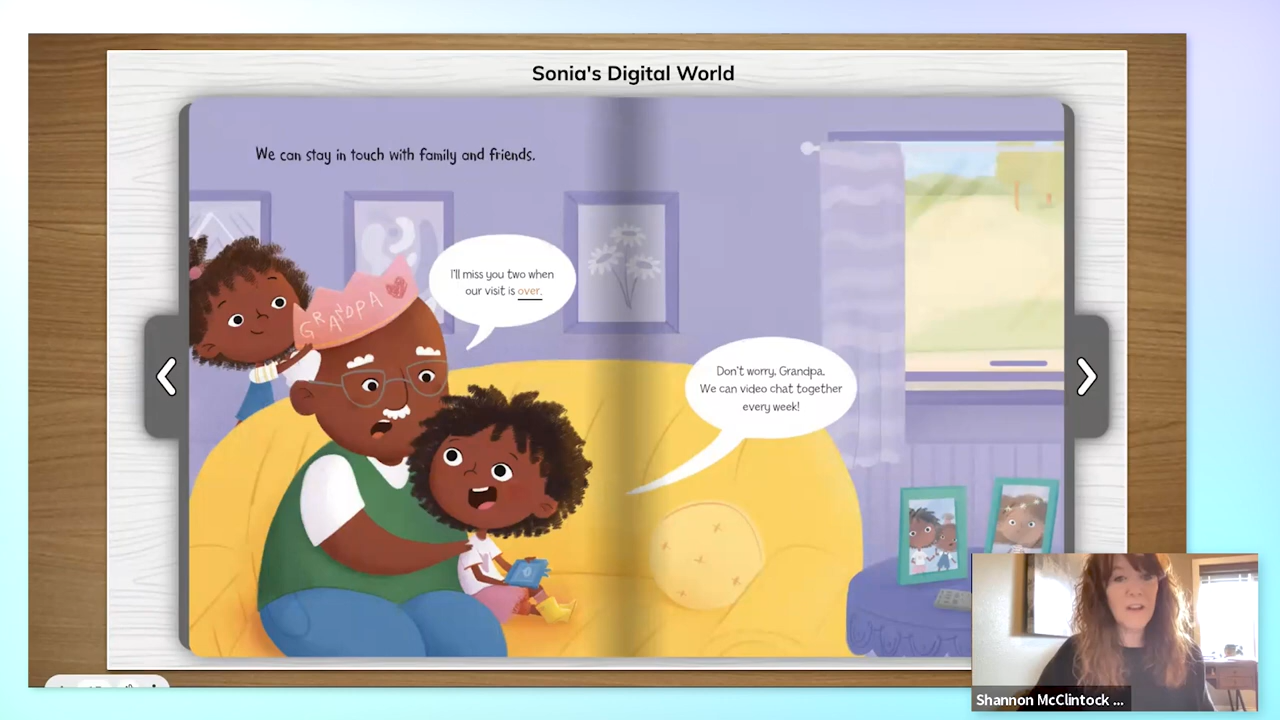 Sonia's Digital World
We can stay in touch with family and friends.
GRANDPA
I'll miss you two when
our visit is over.
Don't worry, Grandpa.
We can video chat together
every week!
Shannon McClintock ...